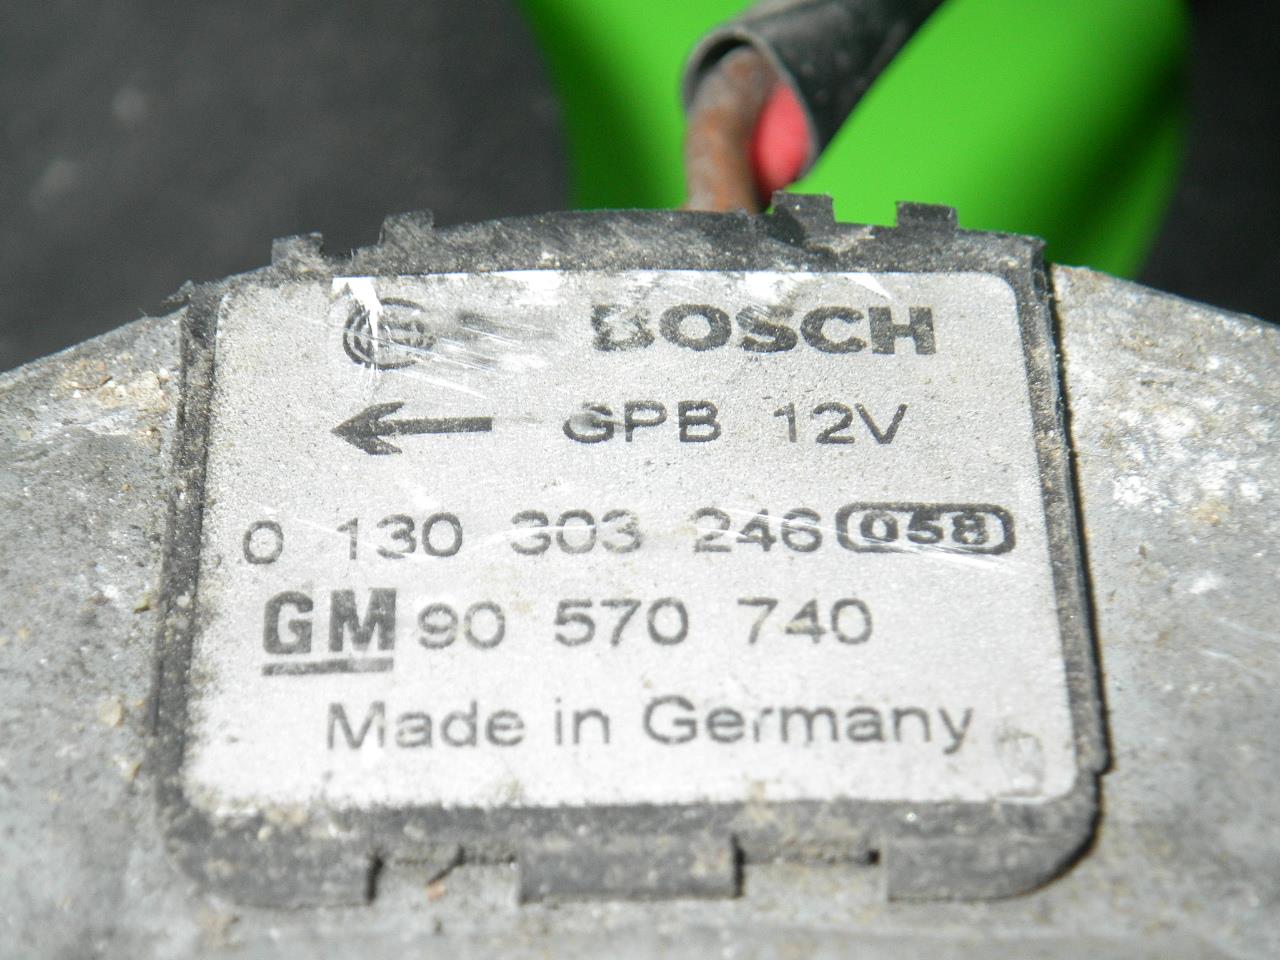 BOSCH
GPB 12V
0 130 303 246 058
GM 90 570 740
Made in Germany